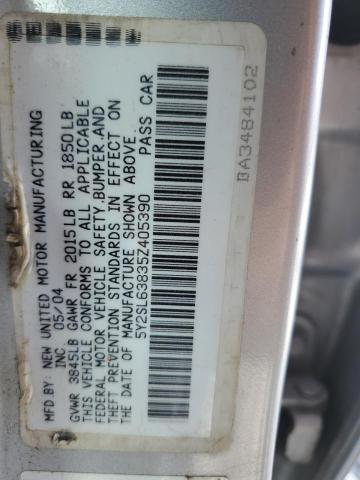 MFD BY: NEW UNITED MOTOR MANUFACTURING
INC. 05/04
GVWR 3845LB GAWR FR 2015LB RR 1850LB
THIS VEHICLE CONFORMS TO ALL APPLICABLE
FEDERAL MOTOR VEHICLE SAFETY, BUMPER, AND
THEFT PREVENTION STANDARDS IN EFFECT ON
THE DATE OF MANUFACTURE SHOWN ABOVE.
5Y2SL63835Z405390 PASS CAR
BA3484102